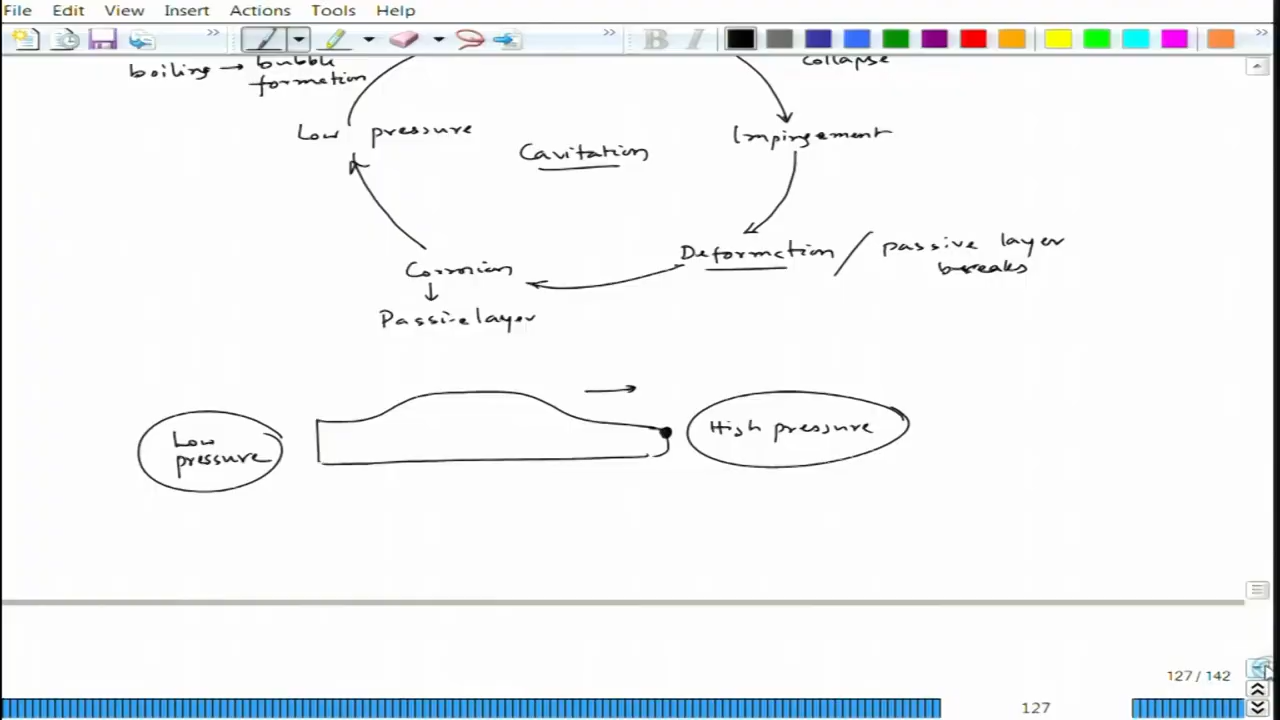 File Edit View Insert Actions Tools Help
B I
boiling → bubble
formation
collapse
Low pressure
Impingement
Cavitation
Deformation / passive layer
breaks
Corrosion
Passive layer
Low
pressure
High pressure
127 / 142
127